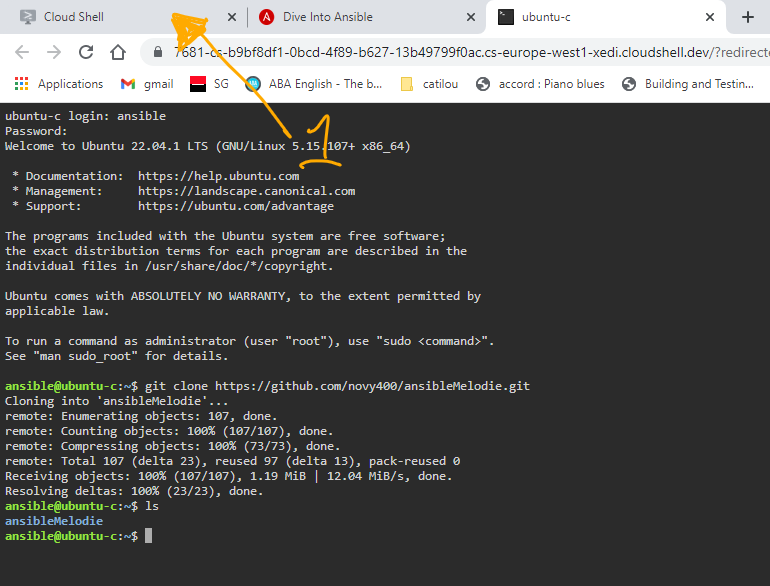 Cloud Shell
Dive Into Ansible
ubuntu-c
7681-cs-b9bf8df1-0bcd-4f89-b627-13b49799f0ac.cs-europe-west1-xedi.cloudshell.dev/?redirect
Applications gmail SG ABA English - The b... catilou accord : Piano blues Building and Testin...
1
ubuntu-c login: ansible
Password:
Welcome to Ubuntu 22.04.1 LTS (GNU/Linux 5.15.107+ x86_64)
* Documentation: https://help.ubuntu.com
* Management: https://landscape.canonical.com
* Support: https://ubuntu.com/advantage
The programs included with the Ubuntu system are free software;
the exact distribution terms for each program are described in the
individual files in /usr/share/doc/*/copyright.
Ubuntu comes with ABSOLUTELY NO WARRANTY, to the extent permitted by
applicable law.
To run a command as administrator (user "root"), use "sudo <command>".
See "man sudo_root" for details.
ansible@ubuntu-c:~$ git clone https://github.com/novy400/ansibleMelodie.git
Cloning into 'ansibleMelodie'...
remote: Enumerating objects: 107, done.
remote: Counting objects: 100% (107/107), done.
remote: Compressing objects: 100% (73/73), done.
remote: Total 107 (delta 23), reused 97 (delta 13), pack-reused 0
Receiving objects: 100% (107/107), 1.19 MiB | 12.04 MiB/s, done.
Resolving deltas: 100% (23/23), done.
ansible@ubuntu-c:~$ ls
ansibleMelodie
ansible@ubuntu-c:~$